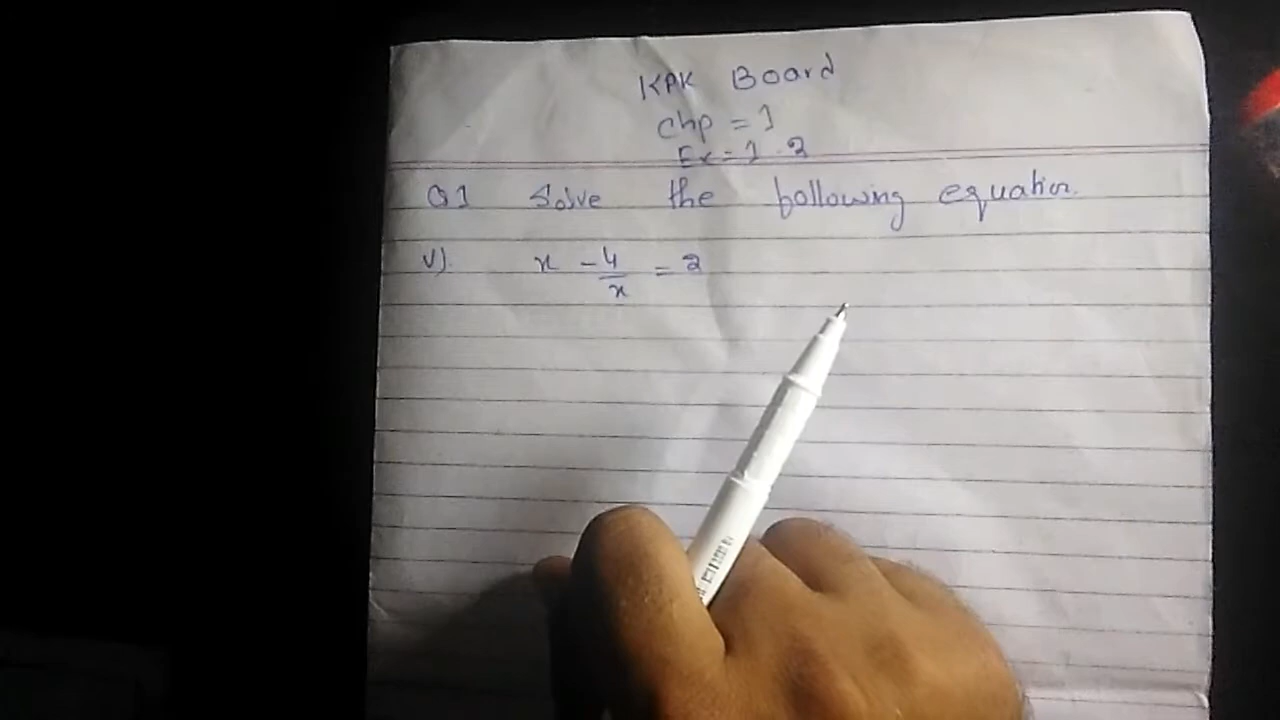 KPK Board
Chp = 1
Ex = 1.2
Q1 Solve the following equation.
v). x - 4/x = 2